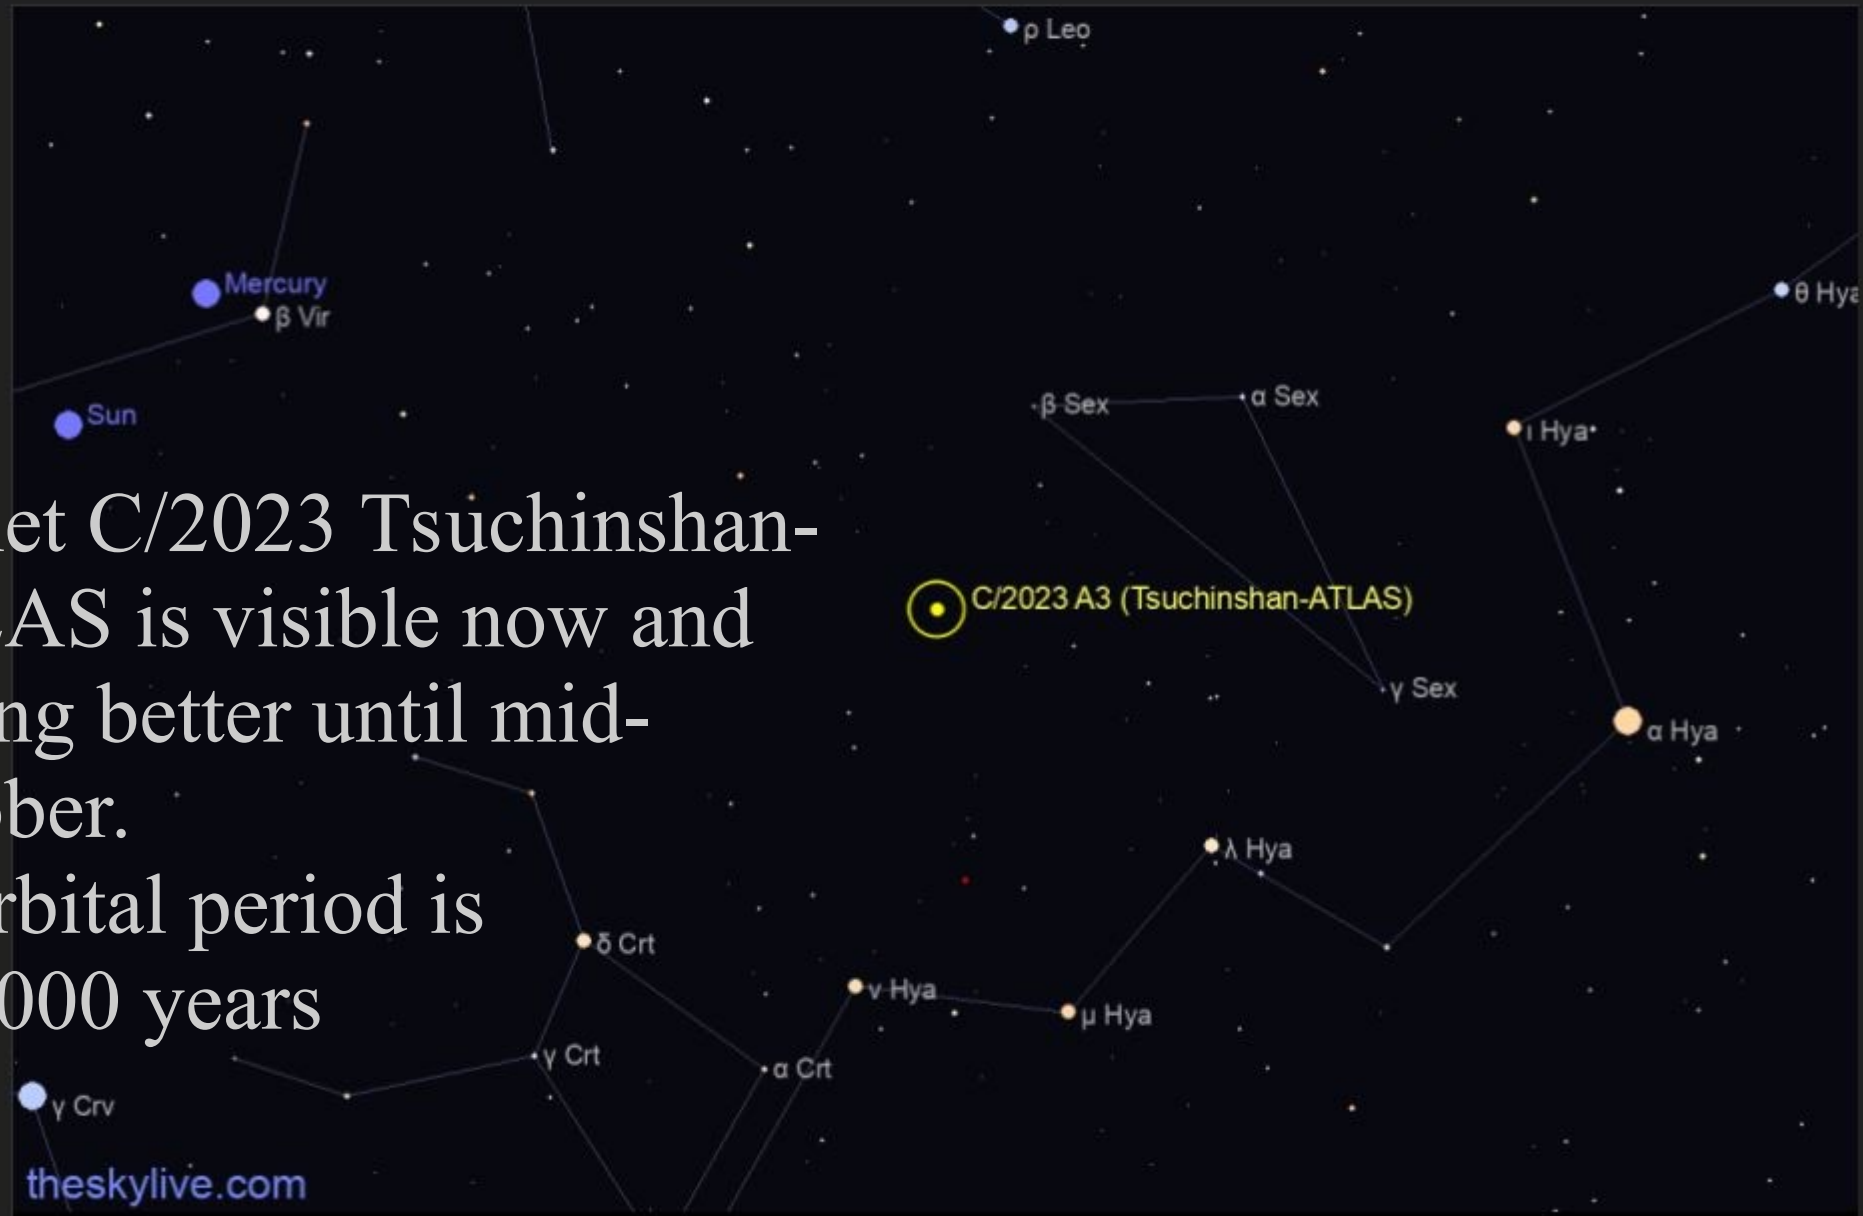 ρ Leo
Mercury
β Vir
θ Hya
Sun
β Sex
α Sex
ι Hya
et C/2023 Tsuchinshan-
C/2023 A3 (Tsuchinshan-ATLAS)
AS is visible now and
γ Sex
ng better until mid-
α Hya
ber.
λ Hya
rbital period is
δ Crt
ν Hya
000 years
μ Hya
γ Crt
α Crt
γ Crv
theskylive.com